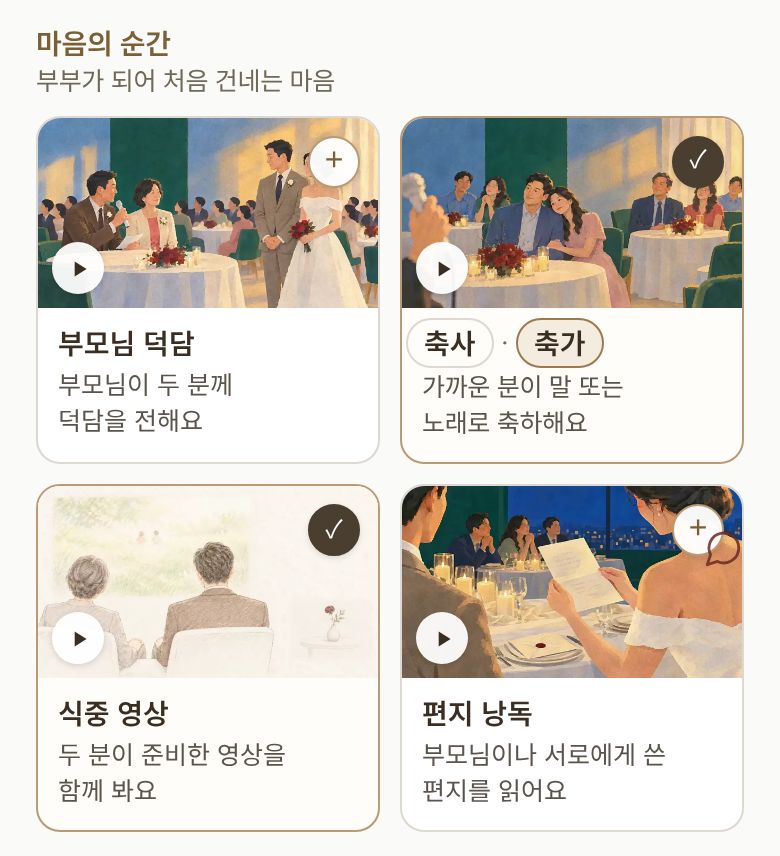 마음의 순간
부부가 되어 처음 건네는 마음
부모님 덕담
부모님이 두 분께
덕담을 전해요
축사 · 축가
가까운 분이 말 또는
노래로 축하해요
식중 영상
두 분이 준비한 영상을
함께 봐요
편지 낭독
부모님이나 서로에게 쓴
편지를 읽어요